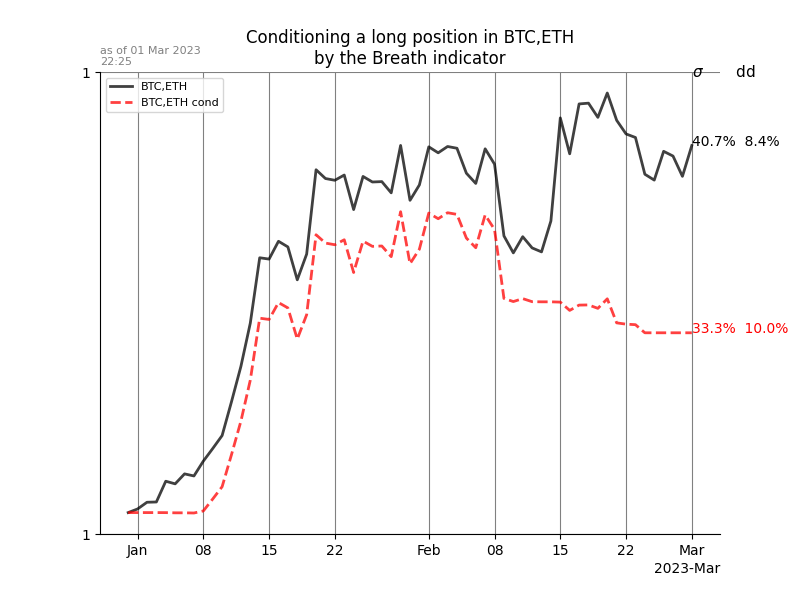 Conditioning a long position in BTC,ETH
by the Breath indicator
as of 01 Mar 2023
22:25
1
σ dd
BTC,ETH
BTC,ETH cond
40.7% 8.4%
33.3% 10.0%
1
Jan 08 15 22 Feb 08 15 22 Mar
2023-Mar